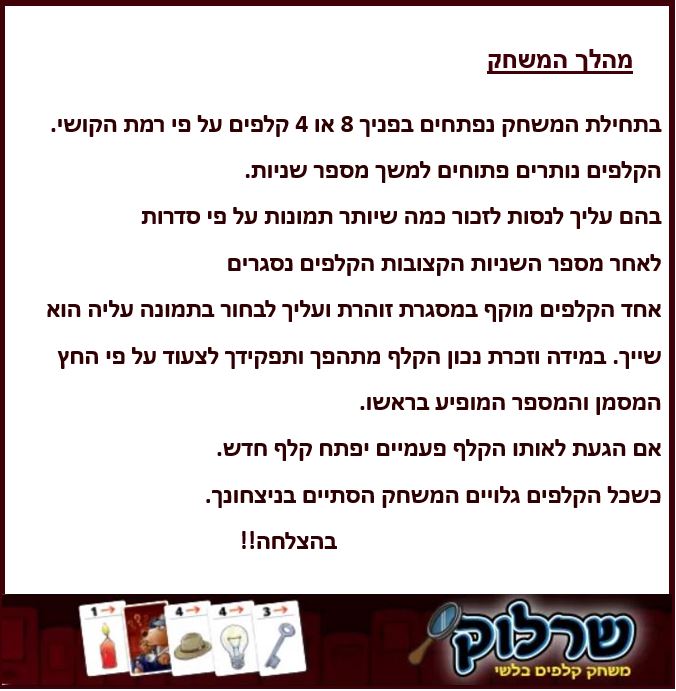 מהלך המשחק
בתחילת המשחק נפתחים בפניך 8 או 4 קלפים על פי רמת הקושי.
הקלפים נותרים פתוחים למשך מספר שניות.
בהם עליך לנסות לזכור כמה שיותר תמונות על פי סדרות
לאחר מספר השניות הקצובות הקלפים נסגרים
אחד הקלפים מוקף במסגרת זוהרת ועליך לבחור בתמונה עליה הוא
שייך. במידה וזכרת נכון הקלף מתהפך ותפקידך לצעוד על פי החץ
המסמן והמספר המופיע בראשו.
אם הגעת לאותו הקלף פעמיים יפתח קלף חדש.
כשכל הקלפים גלויים המשחק הסתיים בניצחונך.
בהצלחה!!
1 → ??? 4 → 4 → 3 →
שרלוק
משחק קלפים בלשי